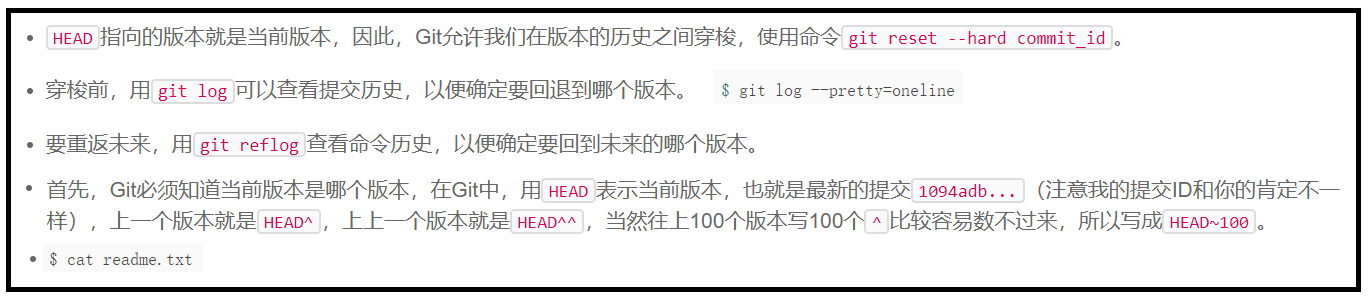 • HEAD指向的版本就是当前版本，因此，Git允许我们在版本的历史之间穿梭，使用命令git reset --hard commit_id。
• 穿梭前，用git log可以查看提交历史，以便确定要回退到哪个版本。 $ git log --pretty=oneline
• 要重返未来，用git reflog查看命令历史，以便确定要回到未来的哪个版本。
• 首先，Git必须知道当前版本是哪个版本，在Git中，用HEAD表示当前版本，也就是最新的提交1094adb...（注意我的提交ID和你的肯定不一
样），上一个版本就是HEAD^，上上一个版本就是HEAD^^，当然往上100个版本写100个^比较容易数不过来，所以写成HEAD~100。
• $ cat readme.txt